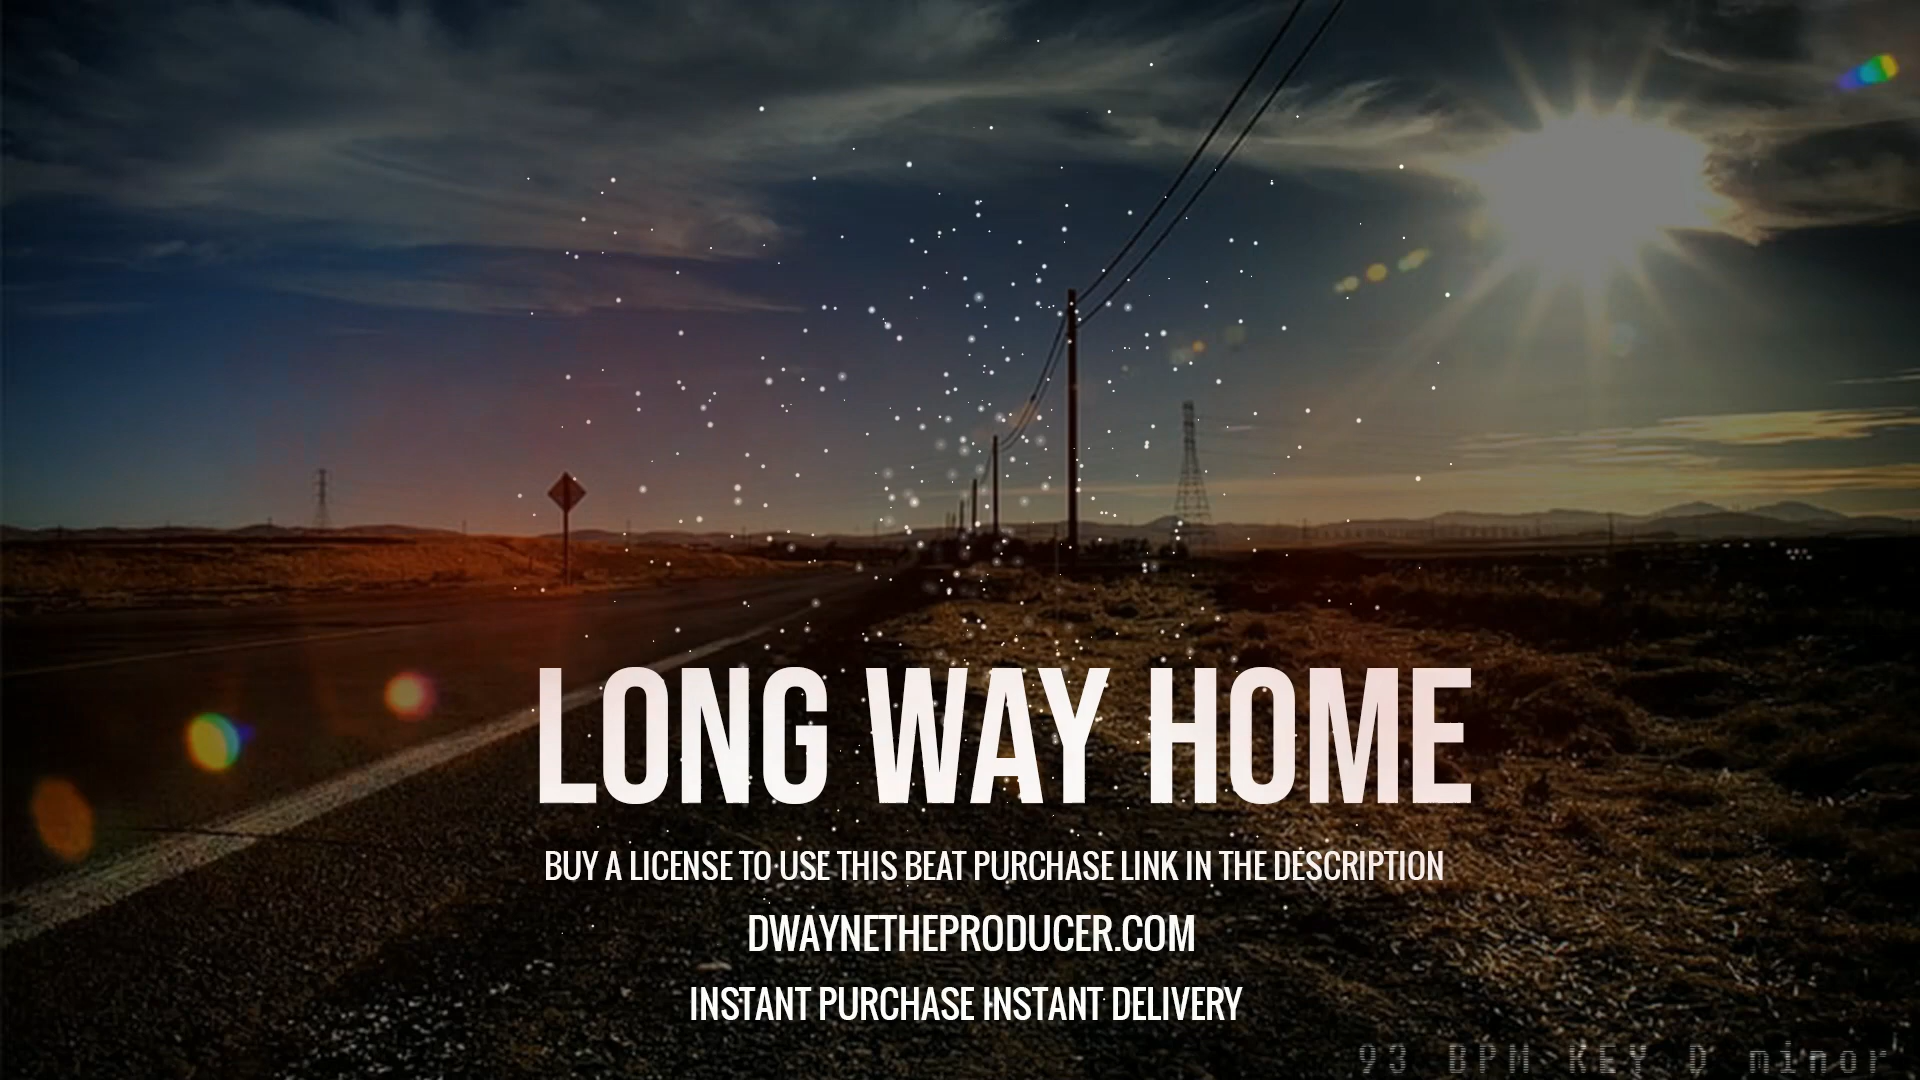 LONG WAY HOME
BUY A LICENSE TO USE THIS BEAT PURCHASE LINK IN THE DESCRIPTION
DWAYNETHEPRODUCER.COM
INSTANT PURCHASE INSTANT DELIVERY
93 BPM KEY D minor